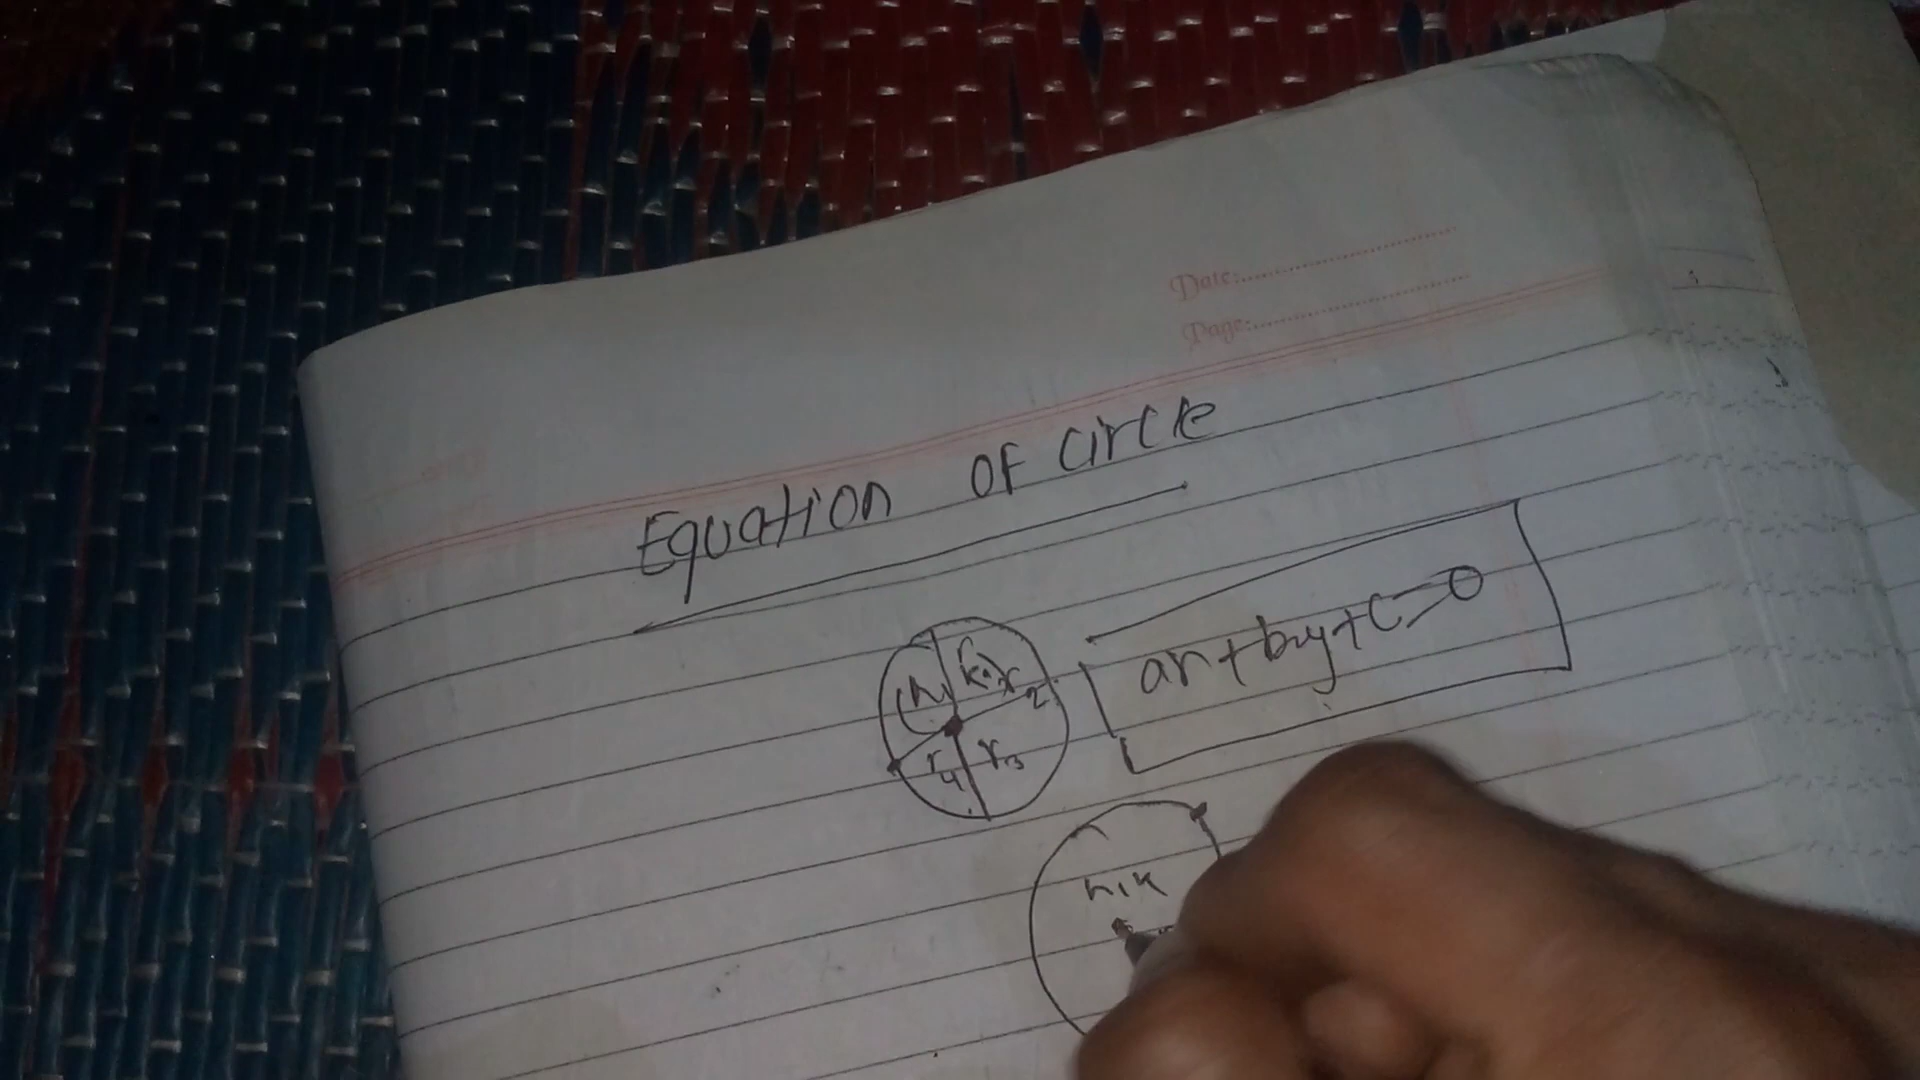 Date:
Page:
Equation OF Circle
ax+by+c=0
(h, k) r2
r4 r3
h,k